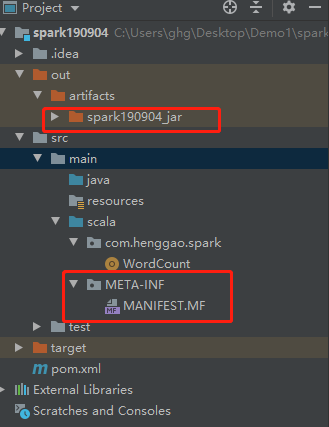 Project
spark190904 C:\Users\ghg\Desktop\Demo1\spark
.idea
out
artifacts
spark190904_jar
src
main
java
resources
scala
com.henggao.spark
WordCount
META-INF
MANIFEST.MF
test
target
pom.xml
External Libraries
Scratches and Consoles